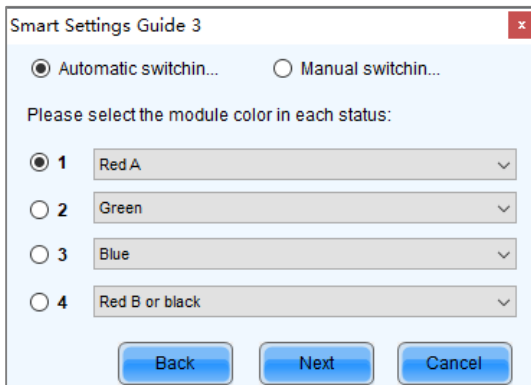 Smart Settings Guide 3
x
Automatic switchin... Manual switchin...
Please select the module color in each status:
1 Red A
2 Green
3 Blue
4 Red B or black
Back Next Cancel